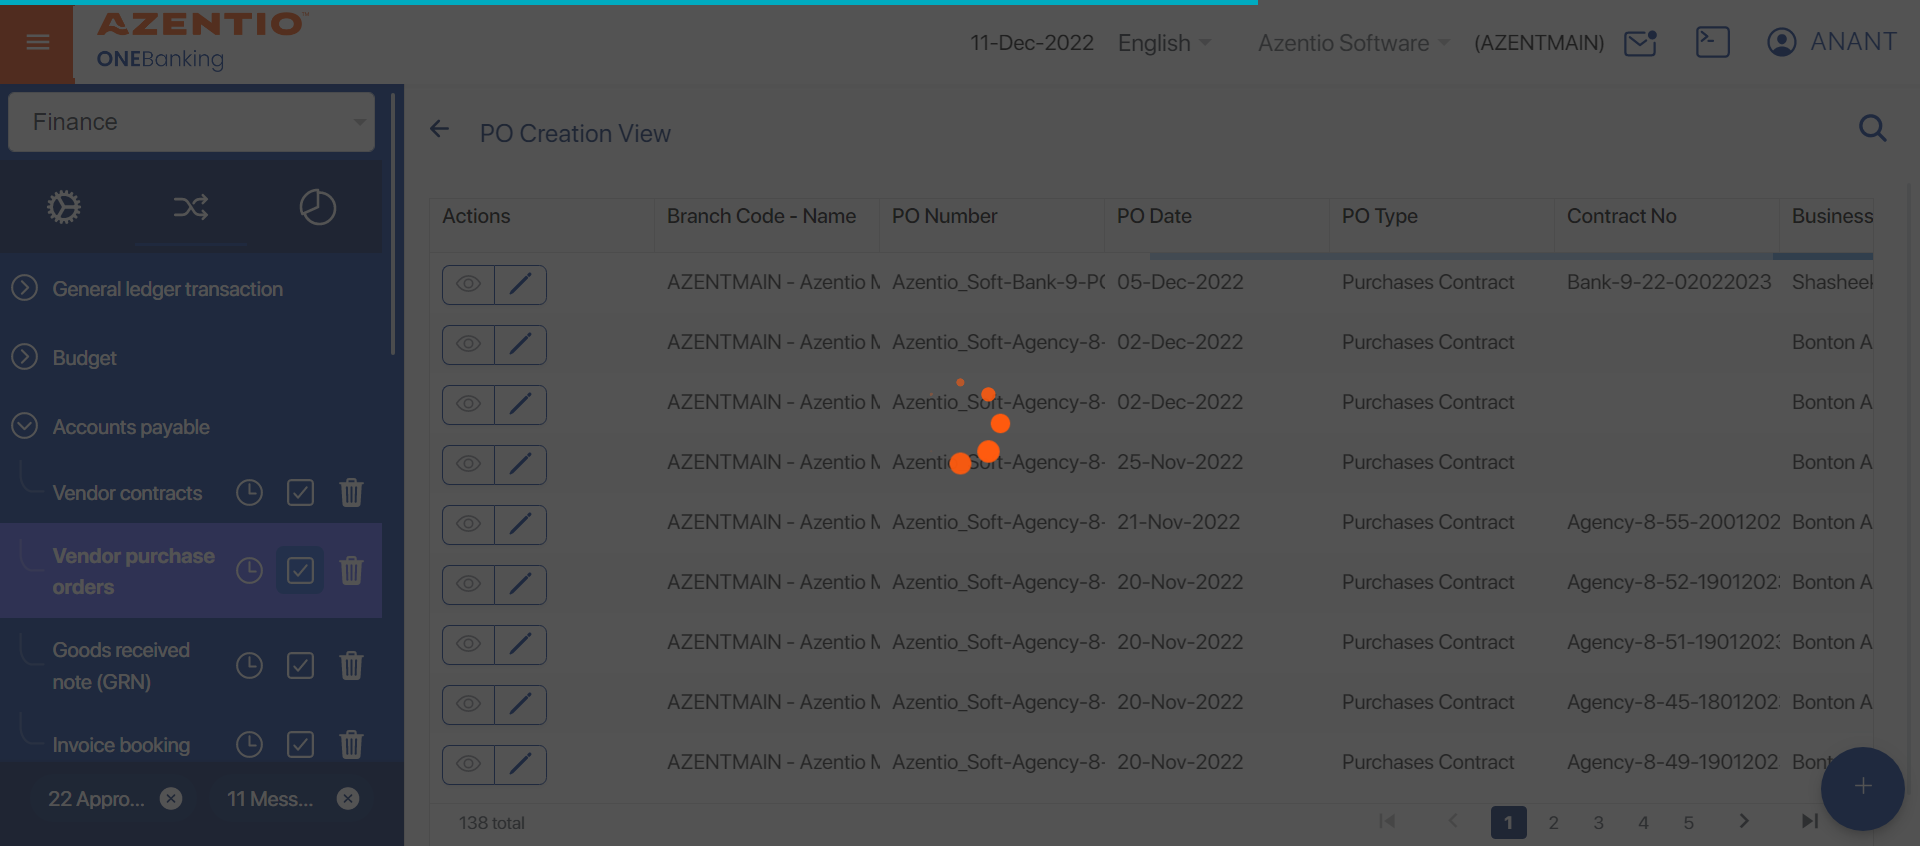 AZENTIO
ONEBanking
11-Dec-2022 English Azentio Software (AZENTMAIN) ANANT
Finance
PO Creation View
General ledger transaction
Budget
Accounts payable
Vendor contracts
Vendor purchase
orders
Goods received
note (GRN)
Invoice booking
22 Appro... 11 Mess...
Actions Branch Code - Name PO Number PO Date PO Type Contract No Business
AZENTMAIN - Azentio M Azentio_Soft-Bank-9-PO 05-Dec-2022 Purchases Contract Bank-9-22-02022023 Shasheek
AZENTMAIN - Azentio M Azentio_Soft-Agency-8- 02-Dec-2022 Purchases Contract Bonton A
AZENTMAIN - Azentio M Azentio_Soft-Agency-8- 02-Dec-2022 Purchases Contract Bonton A
AZENTMAIN - Azentio M Azentio_Soft-Agency-8- 25-Nov-2022 Purchases Contract Bonton A
AZENTMAIN - Azentio M Azentio_Soft-Agency-8- 21-Nov-2022 Purchases Contract Agency-8-55-2001202 Bonton A
AZENTMAIN - Azentio M Azentio_Soft-Agency-8- 20-Nov-2022 Purchases Contract Agency-8-52-1901202 Bonton A
AZENTMAIN - Azentio M Azentio_Soft-Agency-8- 20-Nov-2022 Purchases Contract Agency-8-51-19012023 Bonton A
AZENTMAIN - Azentio M Azentio_Soft-Agency-8- 20-Nov-2022 Purchases Contract Agency-8-45-1801202 Bonton A
AZENTMAIN - Azentio M Azentio_Soft-Agency-8- 20-Nov-2022 Purchases Contract Agency-8-49-1901202 Bont
138 total 1 2 3 4 5